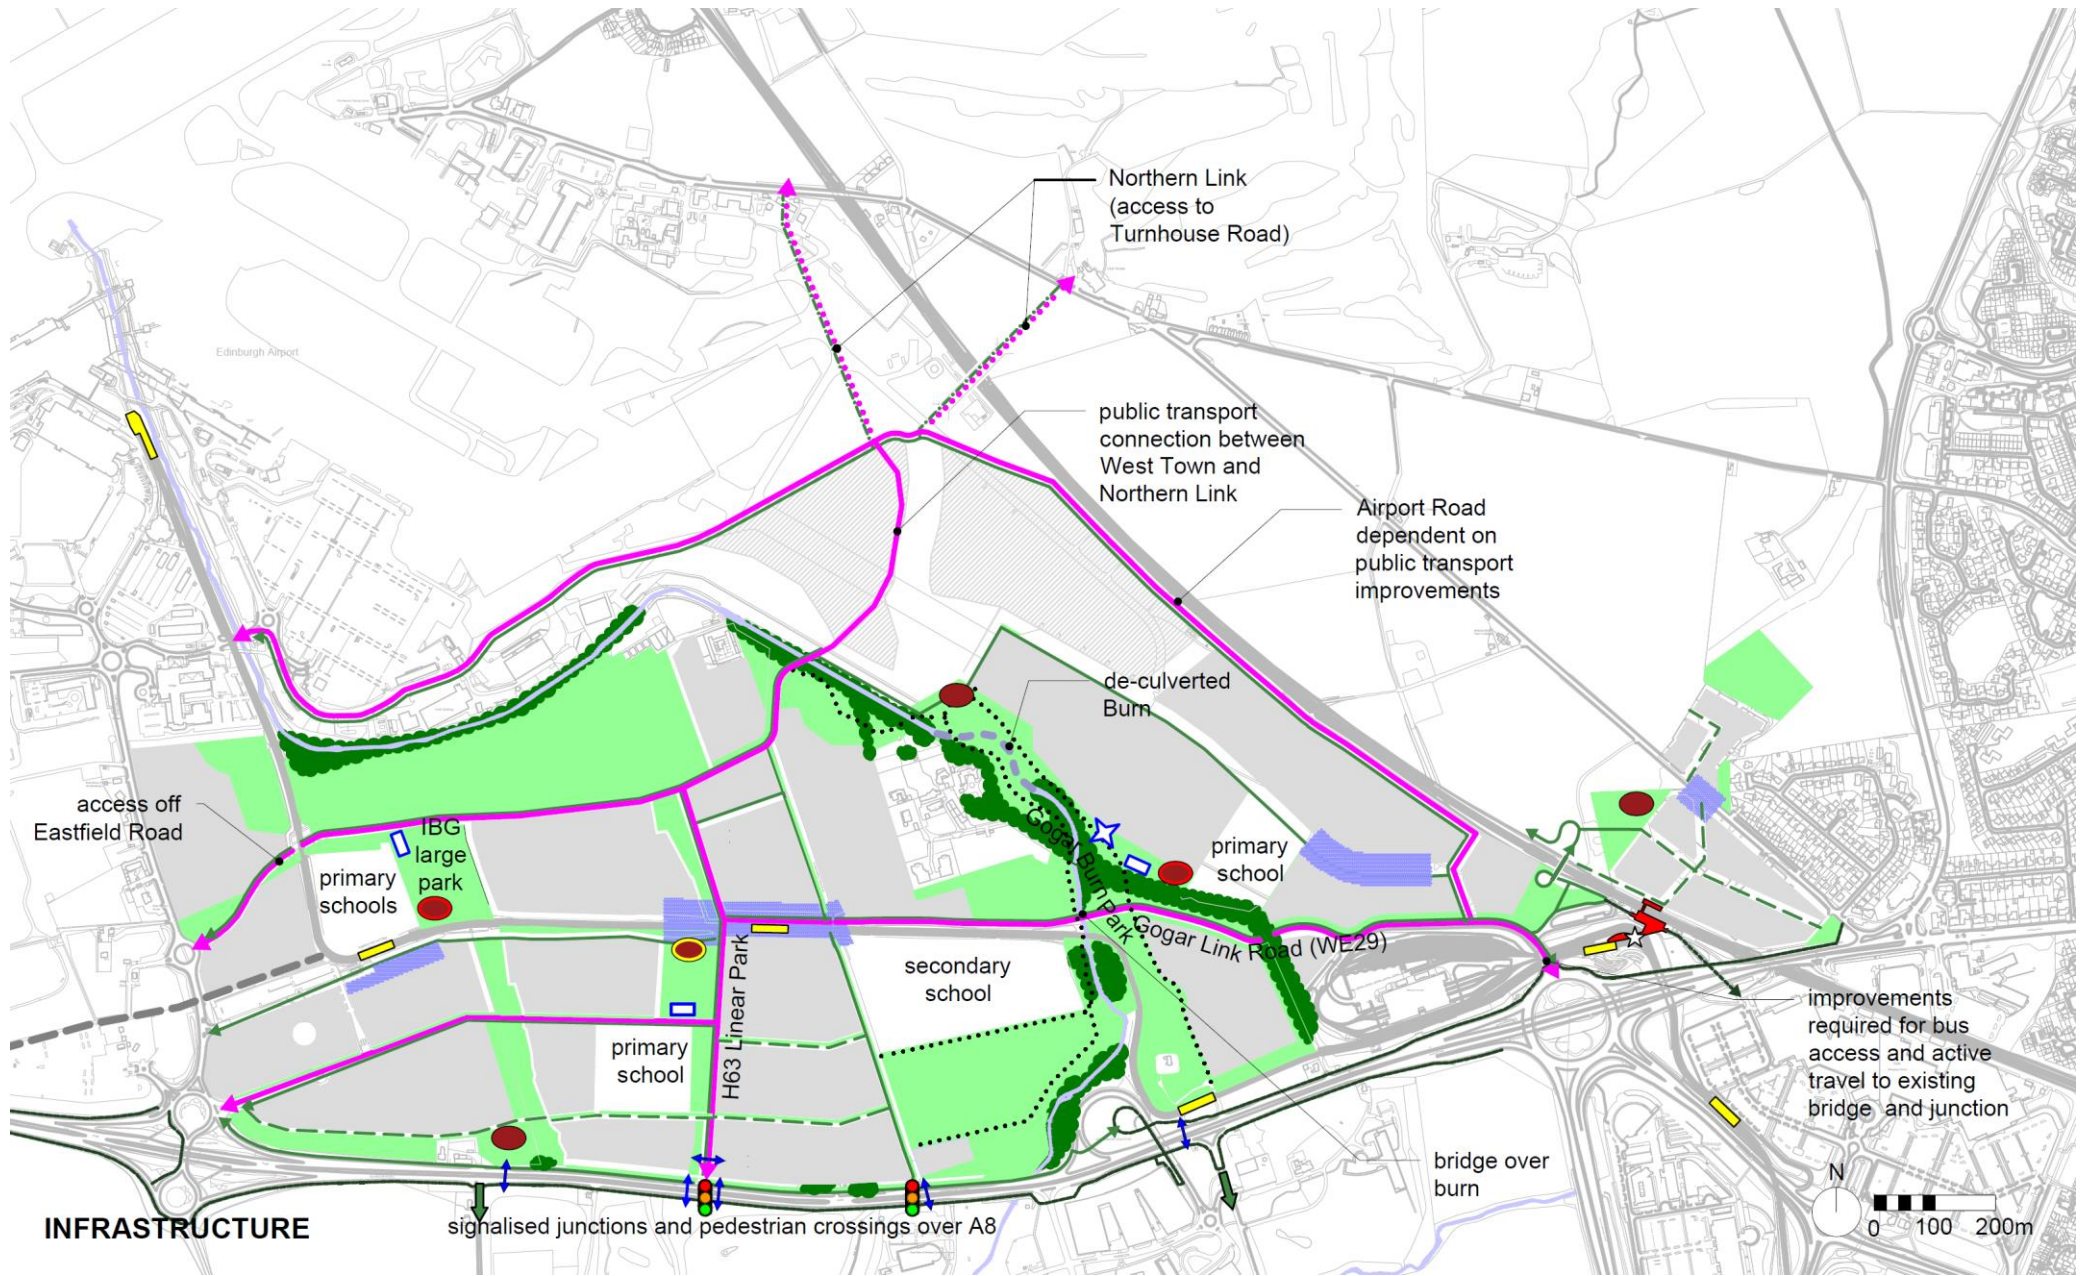 Northern Link
(access to
Turnhouse Road)
Edinburgh Airport
public transport
connection between
West Town and
Northern Link
Airport Road
dependent on
public transport
improvements
de-culverted
Burn
access off
Eastfield Road
IBG
large
park
primary
schools
Gogar Burn Park
primary
school
Gogar Link Road (WE29)
H63 Linear Park
secondary
school
primary
school
improvements
required for bus
access and active
travel to existing
bridge and junction
bridge over
burn
N
0 100 200m
INFRASTRUCTURE
signalised junctions and pedestrian crossings over A8